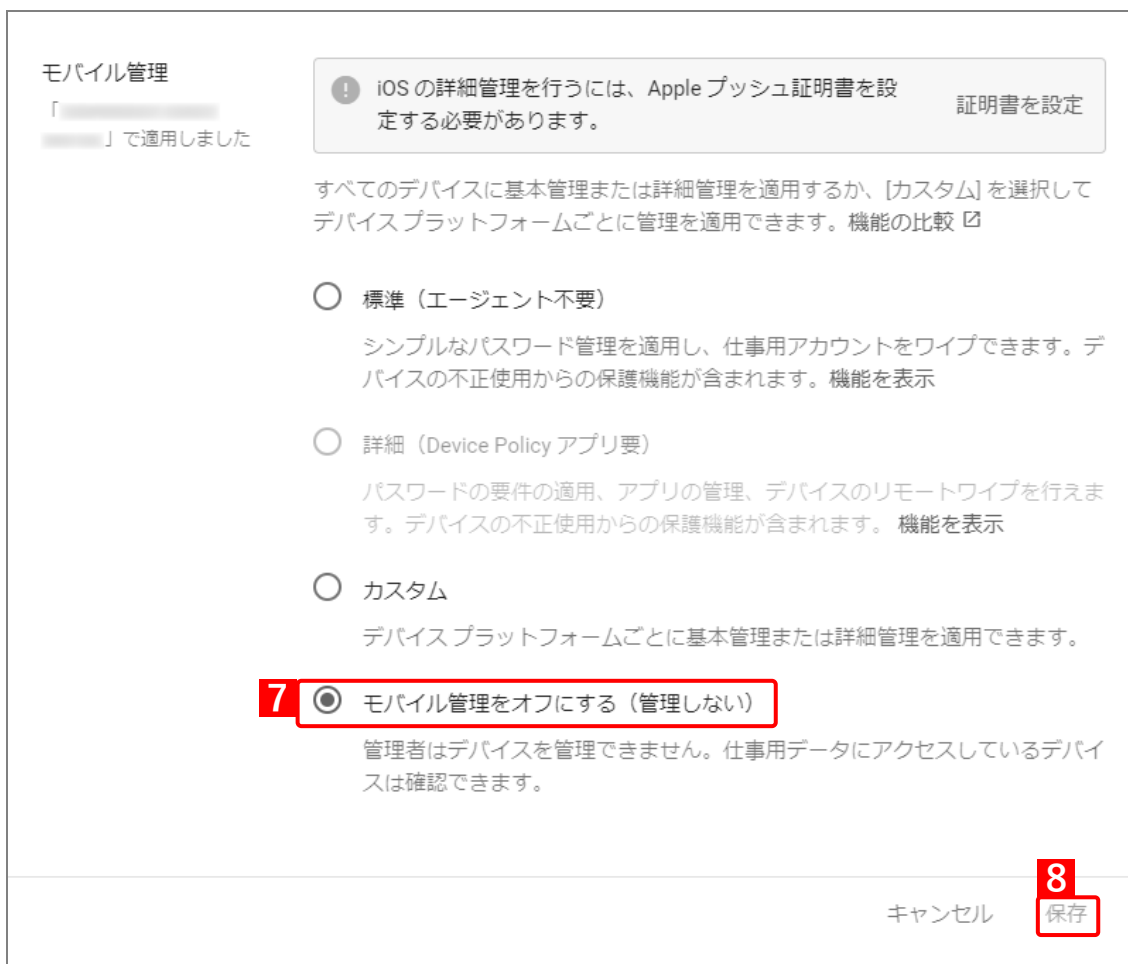 モバイル管理
「
」で適用しました
iOS の詳細管理を行うには、Apple プッシュ証明書を設
定する必要があります。
証明書を設定
すべてのデバイスに基本管理または詳細管理を適用するか、[カスタム] を選択して
デバイス プラットフォームごとに管理を適用できます。機能の比較
標準（エージェント不要）
シンプルなパスワード管理を適用し、仕事用アカウントをワイプできます。デ
バイスの不正使用からの保護機能が含まれます。機能を表示
詳細（Device Policy アプリ要）
パスワードの要件の適用、アプリの管理、デバイスのリモートワイプを行えま
す。デバイスの不正使用からの保護機能が含まれます。 機能を表示
カスタム
デバイス プラットフォームごとに基本管理または詳細管理を適用できます。
7 モバイル管理をオフにする（管理しない）
管理者はデバイスを管理できません。仕事用データにアクセスしているデバイ
スは確認できます。
8
キャンセル 保存